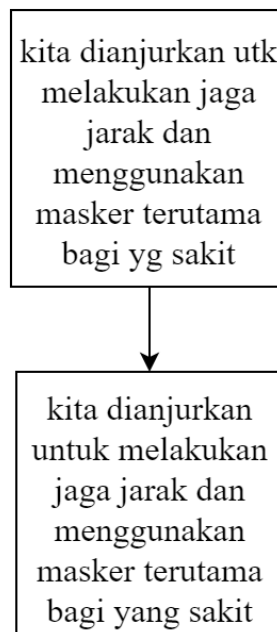 kita dianjurkan utk
melakukan jaga
jarak dan
menggunakan
masker terutama
bagi yg sakit
kita dianjurkan
untuk melakukan
jaga jarak dan
menggunakan
masker terutama
bagi yang sakit